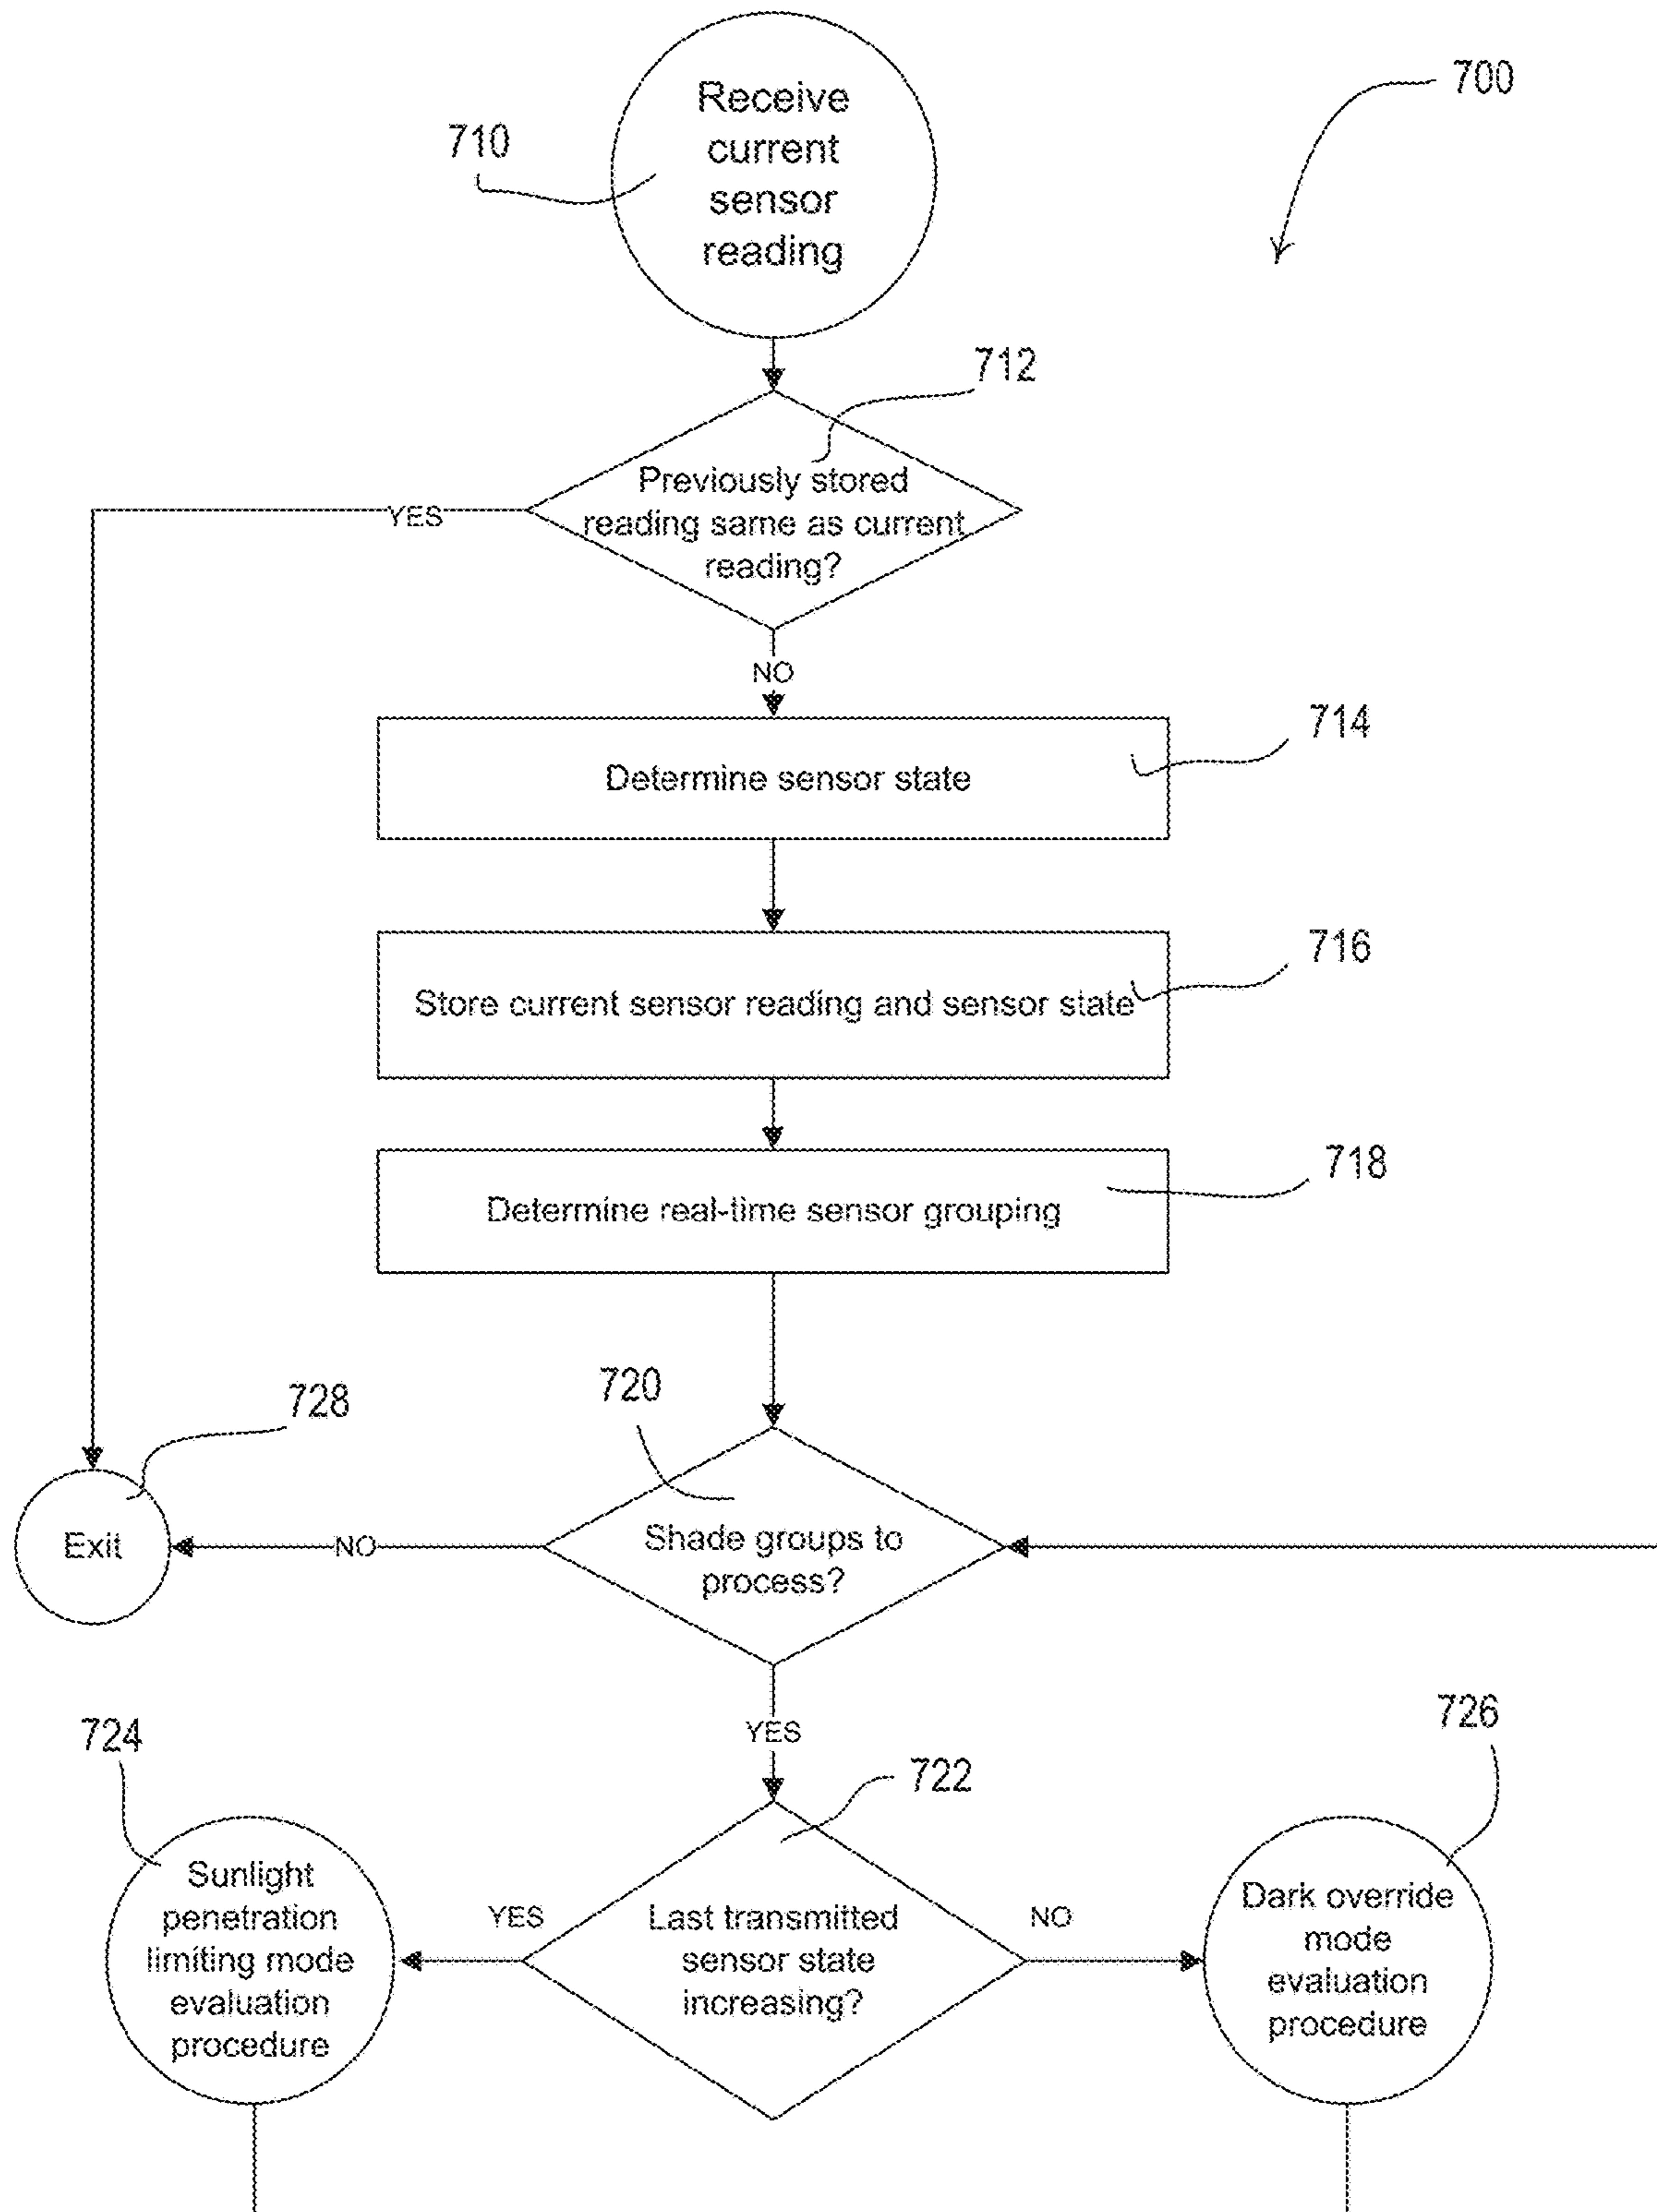 Receive
current
sensor
reading
700
710
712
Previously stored
reading same as current
reading?
YES
NO
714
Determine sensor state
716
Store current sensor reading and sensor state
718
Determine real-time sensor grouping
720
728
Exit
NO
Shade groups to
process?
YES
724
726
722
Sunlight
penetration
limiting mode
evaluation
procedure
YES
Last transmitted
sensor state
increasing?
NO
Dark override
mode
evaluation
procedure